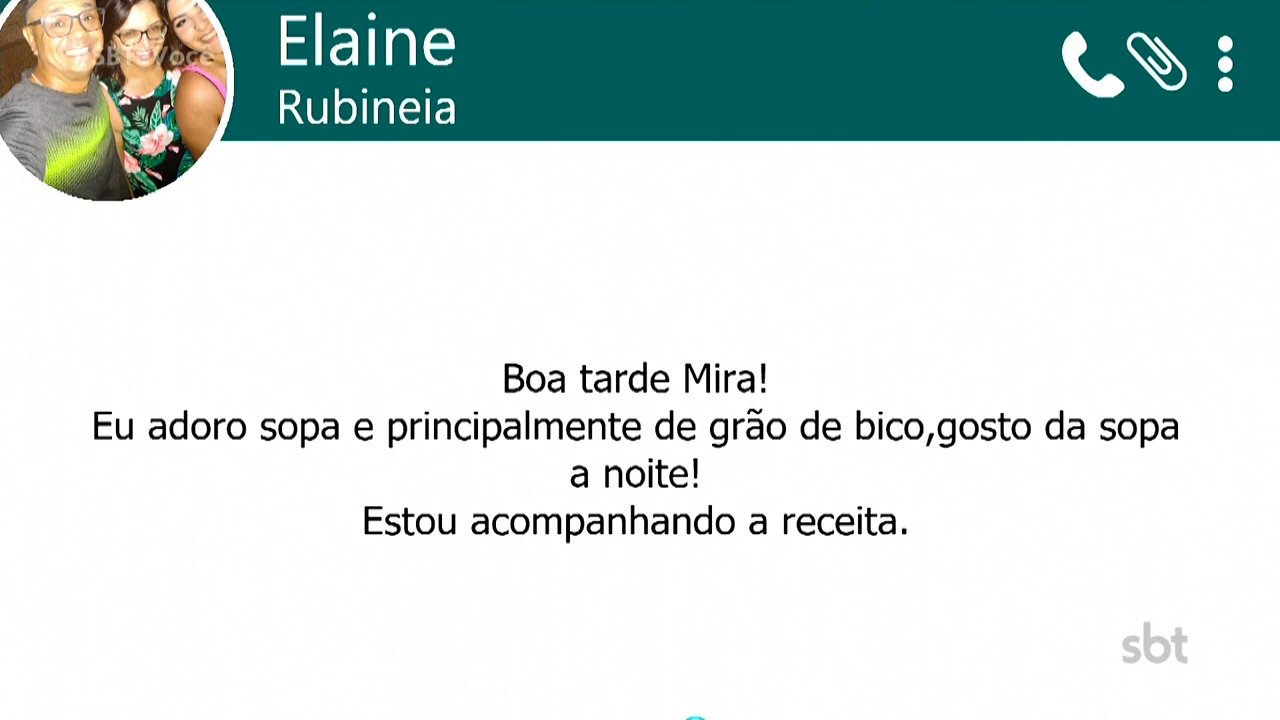 #SBTeVocê
Elaine
Rubineia
Boa tarde Mira!
Eu adoro sopa e principalmente de grão de bico,gosto da sopa
a noite!
Estou acompanhando a receita.
sbt